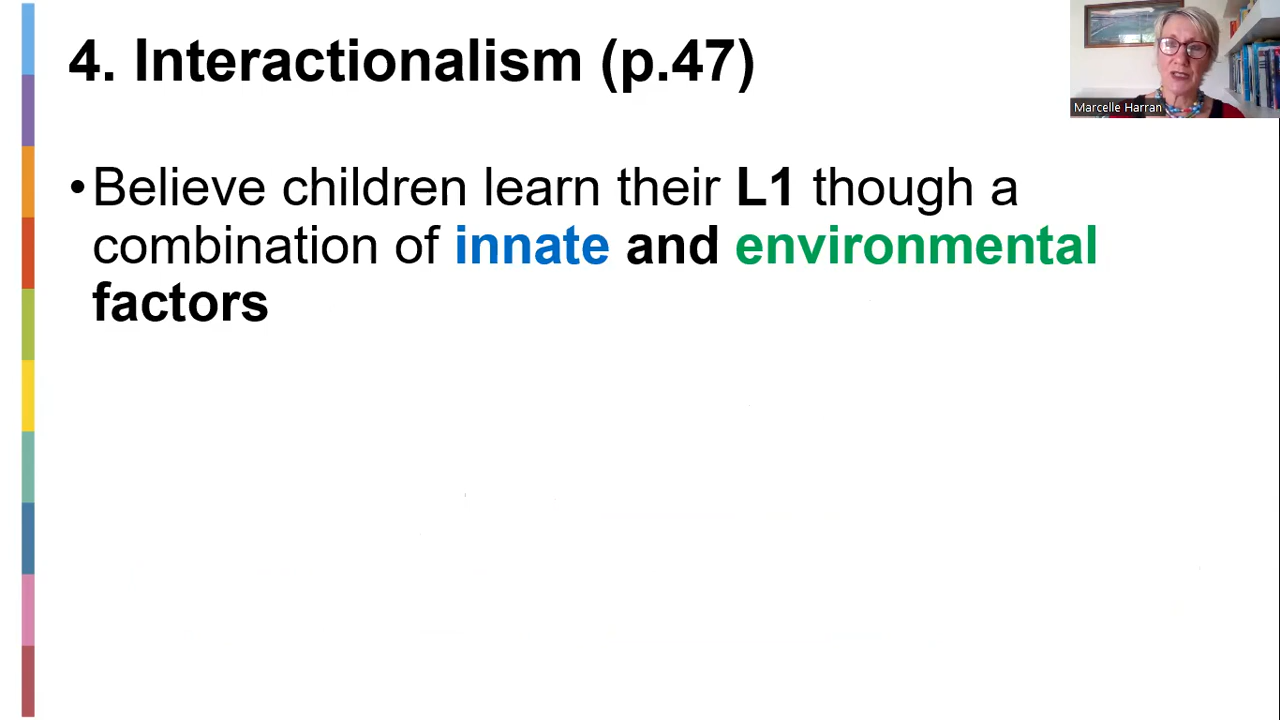 4. Interactionalism (p.47)
Marcelle Harran
•Believe children learn their L1 though a
combination of innate and environmental
factors